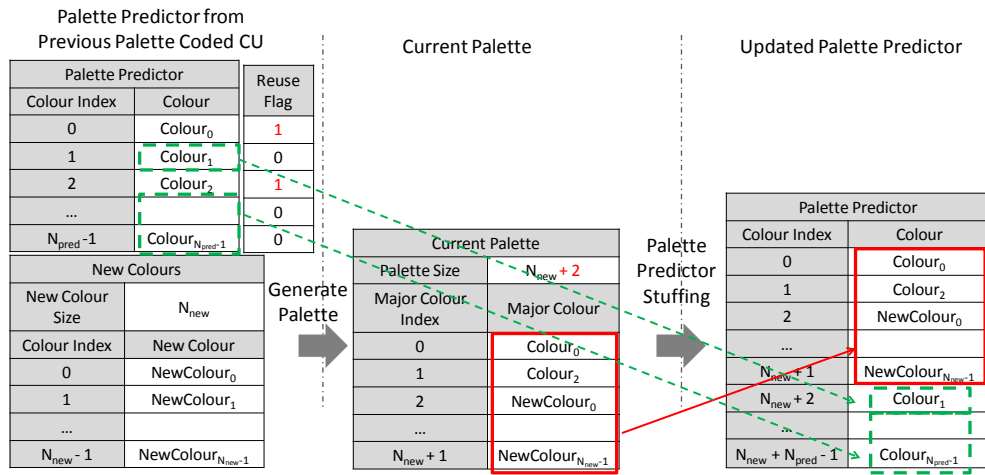 Palette Predictor from
Previous Palette Coded CU
Current Palette
Updated Palette Predictor
Palette Predictor
Reuse
Flag
Colour Index Colour
0 Colour0 1
1 Colour1 0
2 Colour2 1
... 0
Npred -1 ColourNpred-1 0
New Colours
New Colour
Size
Nnew
Colour Index New Colour
0 NewColour0
1 NewColour1
...
Nnew - 1 NewColourNnew-1
Generate
Palette
Current Palette
Palette Size Nnew + 2
Major Colour
Index
Major Colour
0 Colour0
1 Colour2
2 NewColour0
...
Nnew + 1 NewColourNnew-1
Palette
Predictor
Stuffing
Palette Predictor
Colour Index Colour
0 Colour0
1 Colour2
2 NewColour0
...
Nnew + 1 NewColourNnew-1
Nnew + 2 Colour1
...
Nnew + Npred - 1 ColourNpred-1